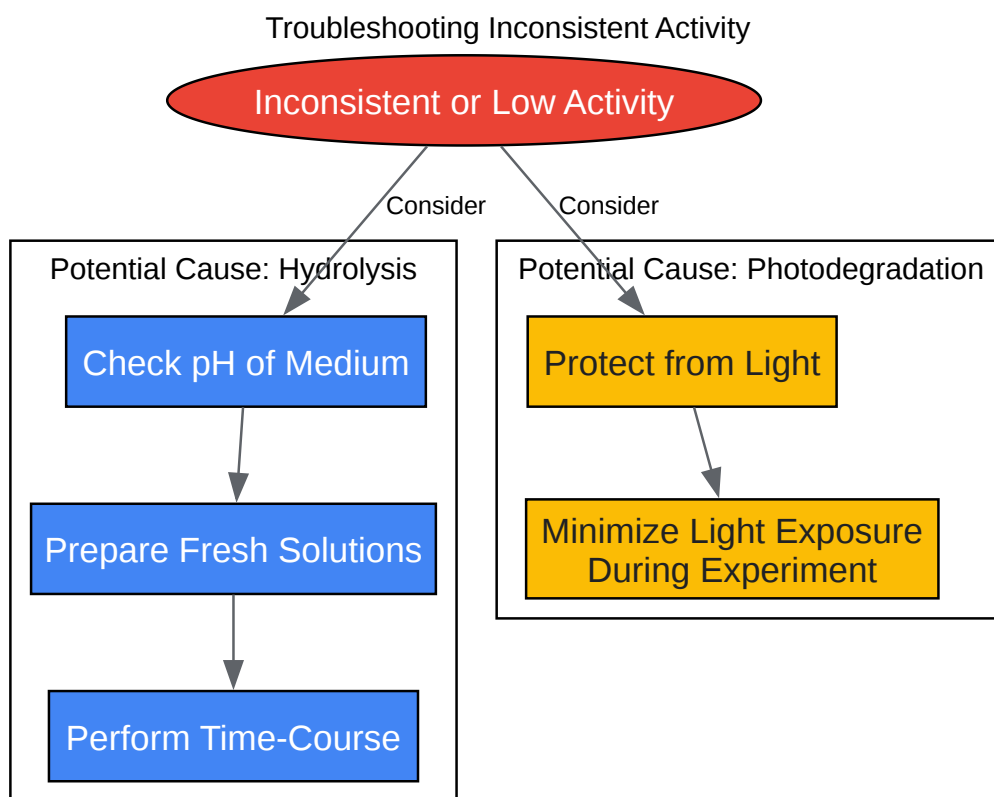 Troubleshooting Inconsistent Activity
Inconsistent or Low Activity
Consider
Consider
Potential Cause: Hydrolysis
Check pH of Medium
Prepare Fresh Solutions
Perform Time-Course
Potential Cause: Photodegradation
Protect from Light
Minimize Light Exposure
During Experiment